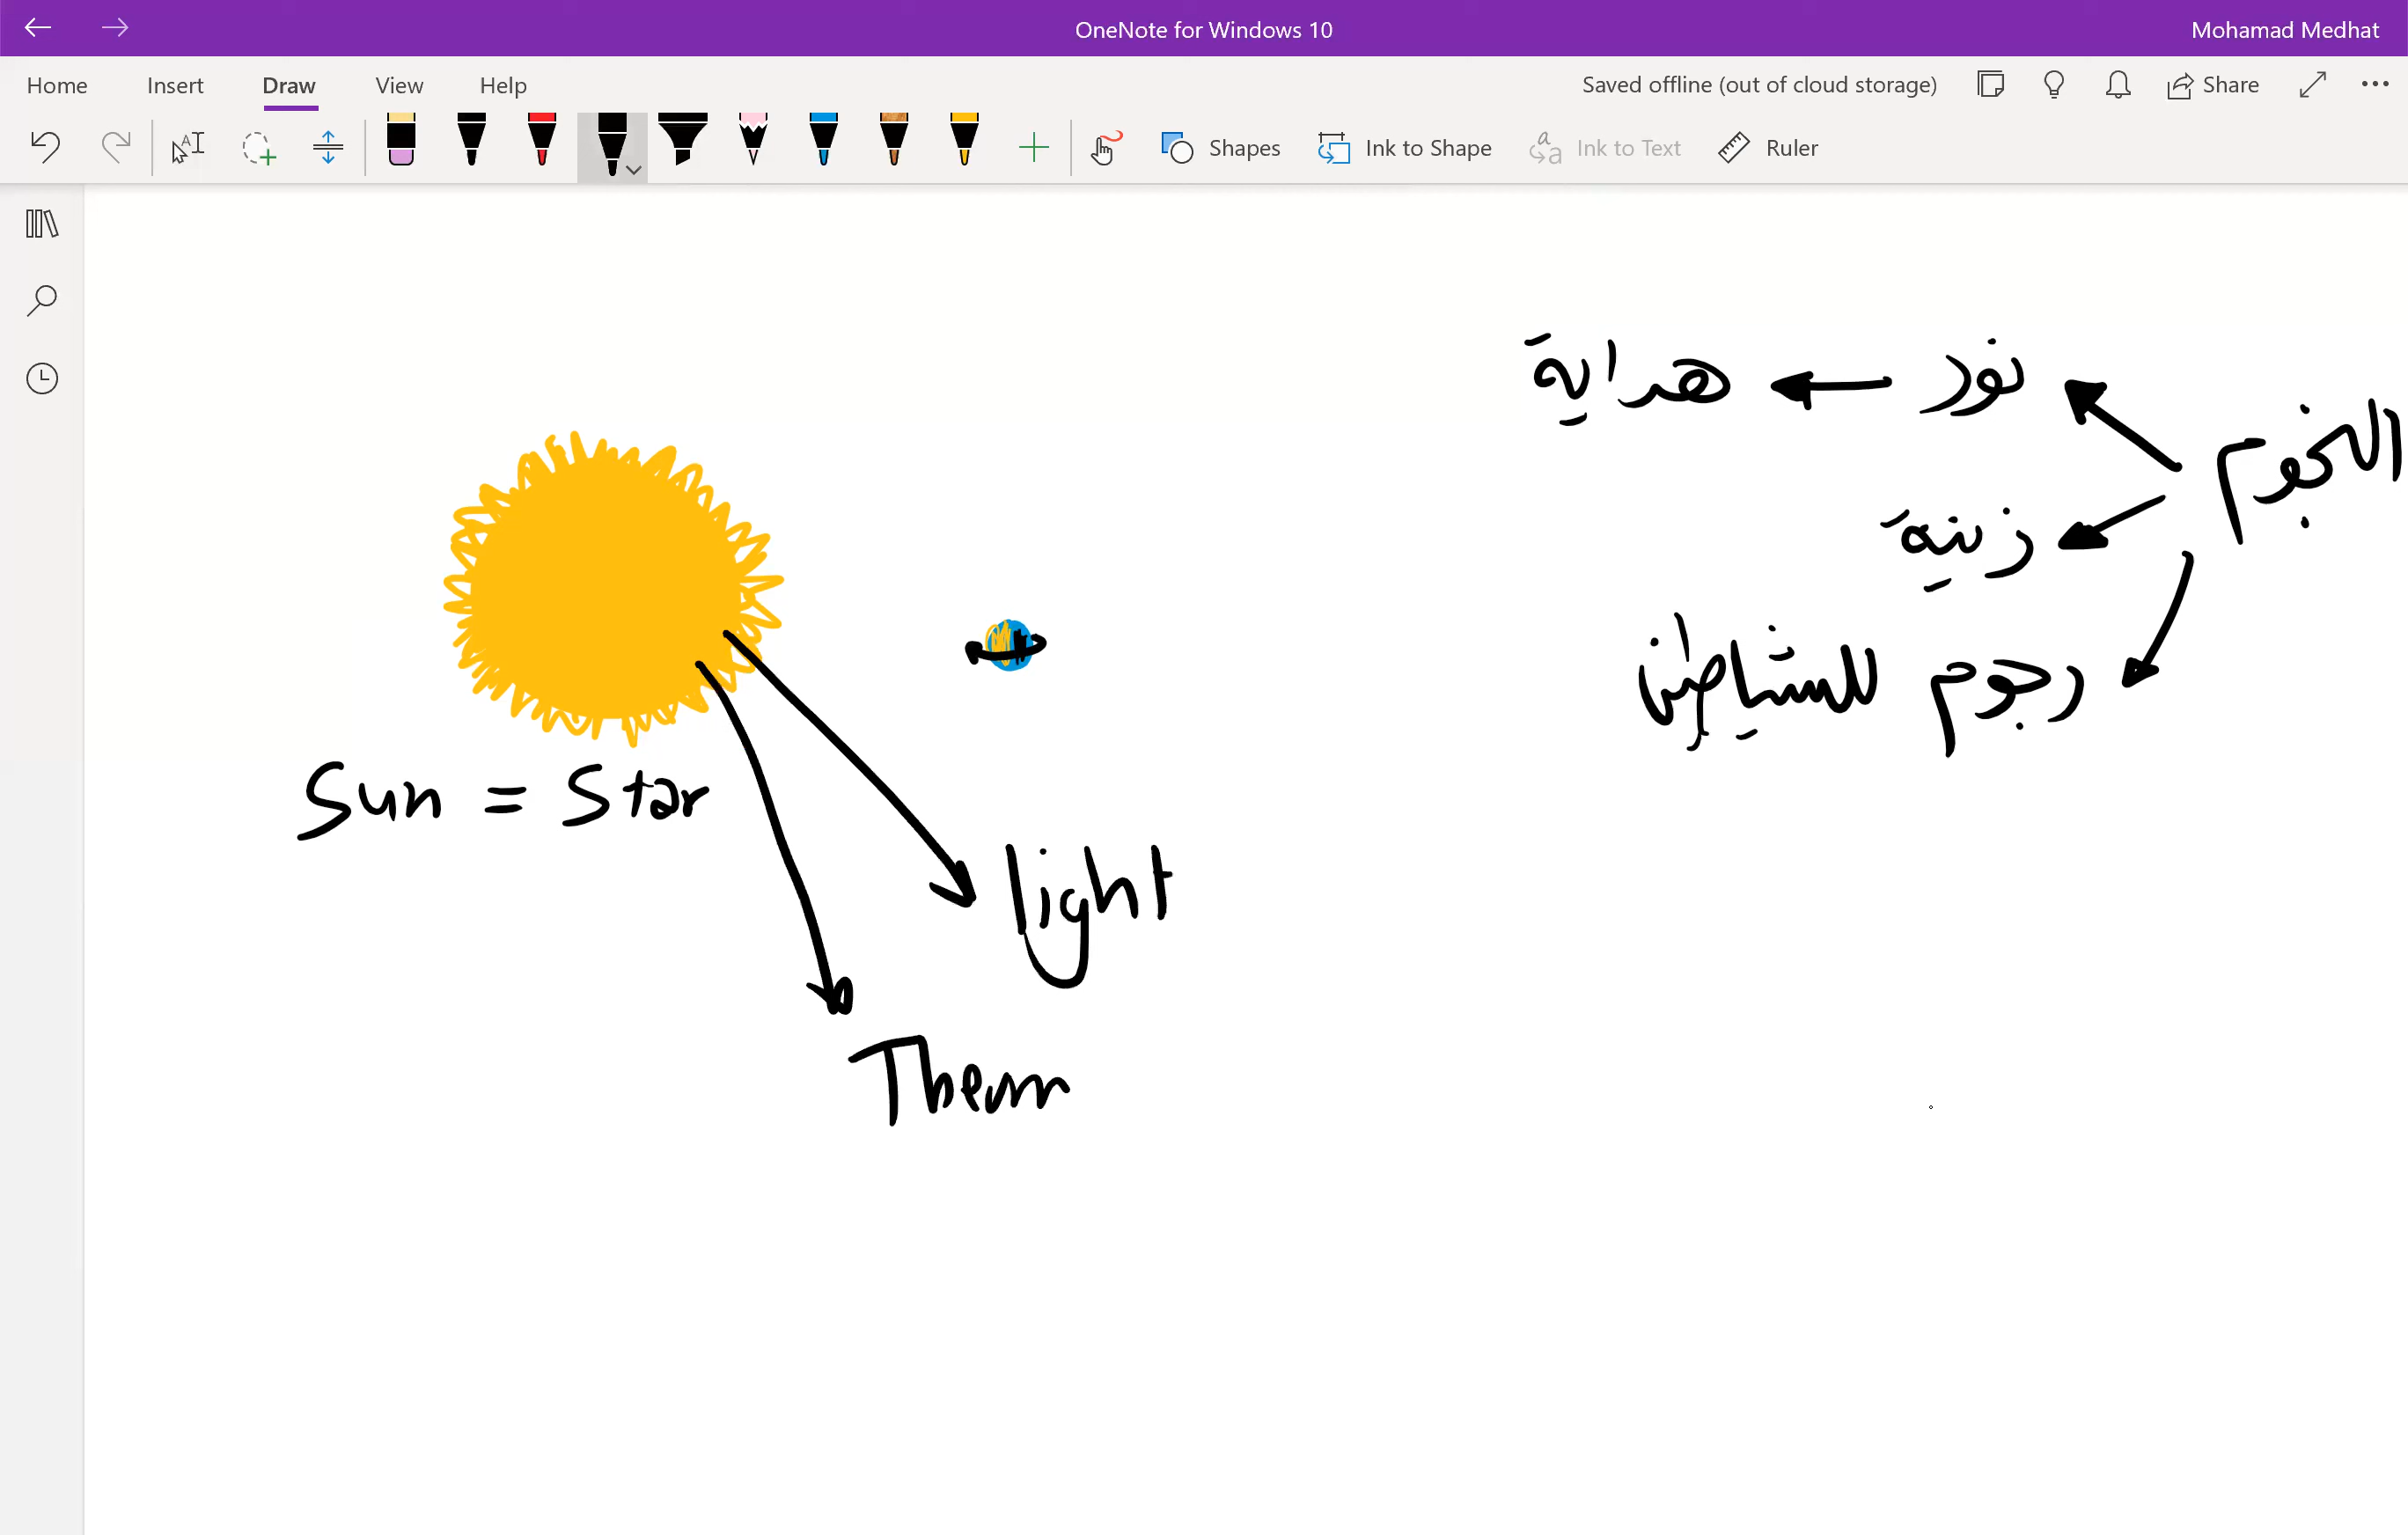 OneNote for Windows 10
Mohamad Medhat
Home Insert Draw View Help
Saved offline (out of cloud storage)
Share
Shapes
Ink to Shape
Ink to Text
Ruler
النجوم
نور
هداية
زينة
رجوم للشياطين
Sun = Star
light
Therm